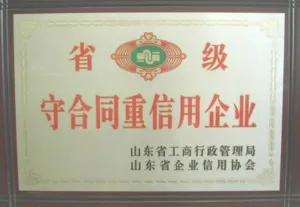 省 级
守合同重信用企业
山东省工商行政管理局
山东省企业信用协会